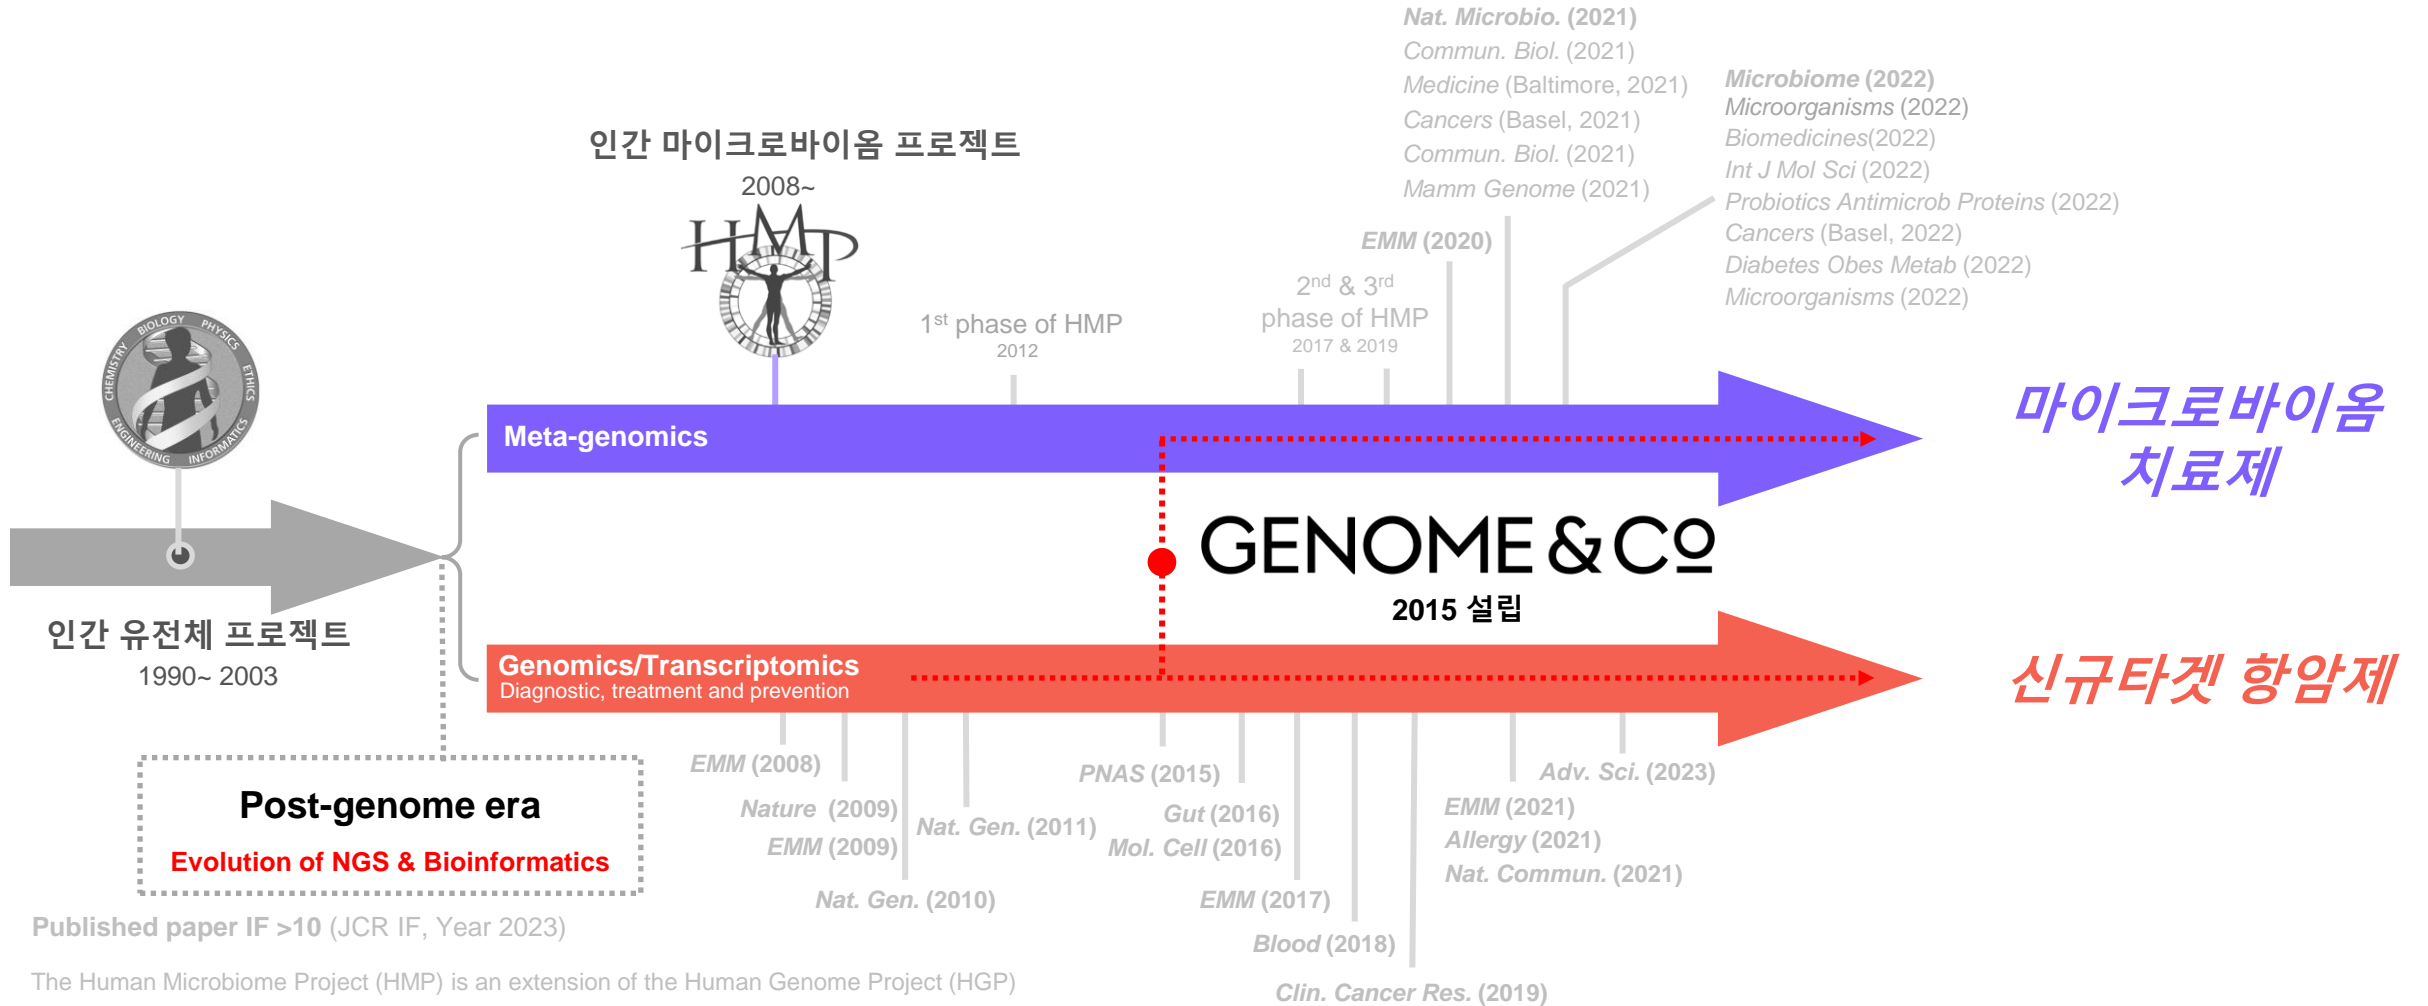 Nat. Microbio. (2021)
Commun. Biol. (2021)
Medicine (Baltimore, 2021)
Cancers (Basel, 2021)
Commun. Biol. (2021)
Mamm Genome (2021)
Microbiome (2022)
Microorganisms (2022)
Biomedicines(2022)
Int J Mol Sci (2022)
Probiotics Antimicrob Proteins (2022)
Cancers (Basel, 2022)
Diabetes Obes Metab (2022)
Microorganisms (2022)
인간 마이크로바이옴 프로젝트
2008~
HMP
EMM (2020)
1st phase of HMP
2012
2nd & 3rd
phase of HMP
2017 & 2019
CHEMISTRY BIOLOGY PHYSICS ETHICS INFORMATICS ENGINEERING
Meta-genomics
마이크로바이옴
치료제
GENOME & Co
2015 설립
인간 유전체 프로젝트
1990~ 2003
Genomics/Transcriptomics
Diagnostic, treatment and prevention
신규타겟 항암제
EMM (2008)
Nature (2009)
EMM (2009)
Nat. Gen. (2010)
Nat. Gen. (2011)
PNAS (2015)
Gut (2016)
Mol. Cell (2016)
EMM (2017)
Blood (2018)
Clin. Cancer Res. (2019)
EMM (2021)
Allergy (2021)
Nat. Commun. (2021)
Adv. Sci. (2023)
Post-genome era
Evolution of NGS & Bioinformatics
Published paper IF >10 (JCR IF, Year 2023)
The Human Microbiome Project (HMP) is an extension of the Human Genome Project (HGP)